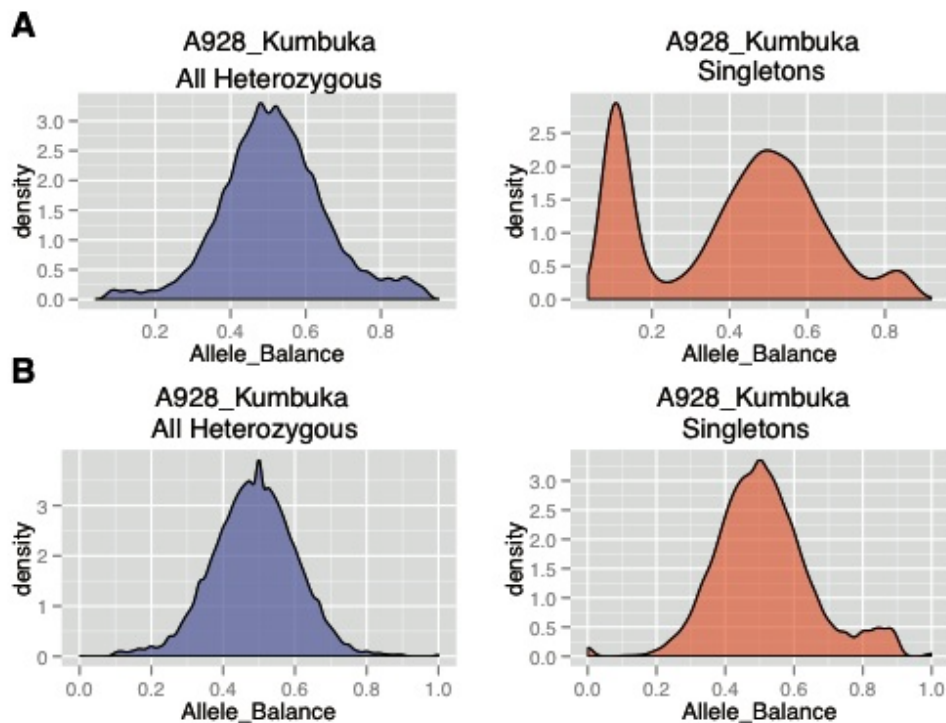 A
A928_Kumbuka
All Heterozygous
density
3.0
2.5
2.0
1.5
1.0
0.5
0.0
0.2 0.4 0.6 0.8
Allele_Balance
A928_Kumbuka
Singletons
density
2.5
2.0
1.5
1.0
0.5
0.0
0.2 0.4 0.6 0.8
Allele_Balance
B
A928_Kumbuka
All Heterozygous
density
3
2
1
0
0.0 0.2 0.4 0.6 0.8 1.0
Allele_Balance
A928_Kumbuka
Singletons
density
3.0
2.5
2.0
1.5
1.0
0.5
0.0
0.0 0.2 0.4 0.6 0.8 1.0
Allele_Balance